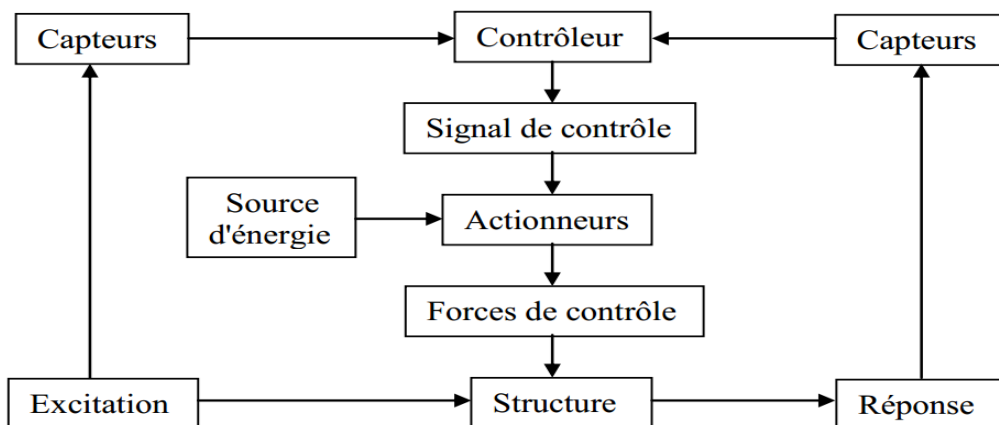 Capteurs
Contrôleur
Capteurs
Signal de contrôle
Source
d'énergie
Actionneurs
Forces de contrôle
Excitation
Structure
Réponse